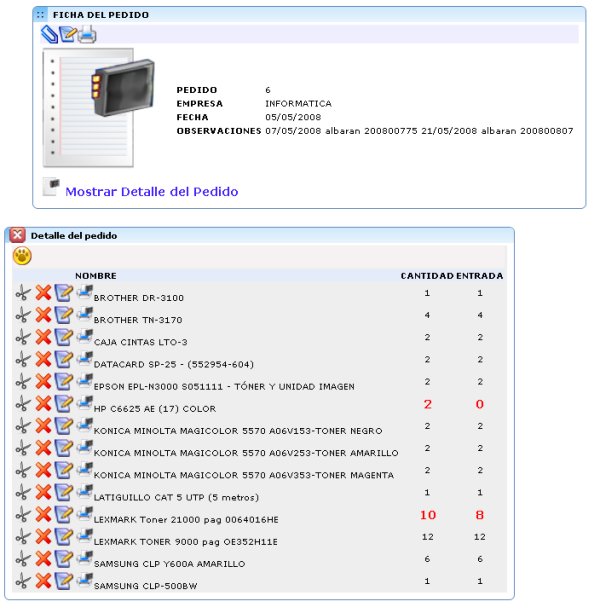 FICHA DEL PEDIDO
PEDIDO 6
EMPRESA INFORMATICA
FECHA 05/05/2008
OBSERVACIONES 07/05/2008 albaran 200800775 21/05/2008 albaran 200800807
Mostrar Detalle del Pedido
Detalle del pedido
NOMBRE CANTIDAD ENTRADA
BROTHER DR-3100 1 1
BROTHER TN-3170 4 4
CAJA CINTAS LTO-3 2 2
DATACARD SP-25 - (552954-604) 2 2
EPSON EPL-N3000 S051111 - TÓNER Y UNIDAD IMAGEN 2 2
HP C6625 AE (17) COLOR 2 0
KONICA MINOLTA MAGICOLOR 5570 A06V153-TONER NEGRO 2 2
KONICA MINOLTA MAGICOLOR 5570 A06V253-TONER AMARILLO 2 2
KONICA MINOLTA MAGICOLOR 5570 A06V353-TONER MAGENTA 2 2
LATIGUILLO CAT 5 UTP (5 metros) 1 1
LEXMARK Toner 21000 pag 0064016HE 10 8
LEXMARK TONER 9000 pag OE352H11E 12 12
SAMSUNG CLP Y600A AMARILLO 6 6
SAMSUNG CLP-500BW 1 1